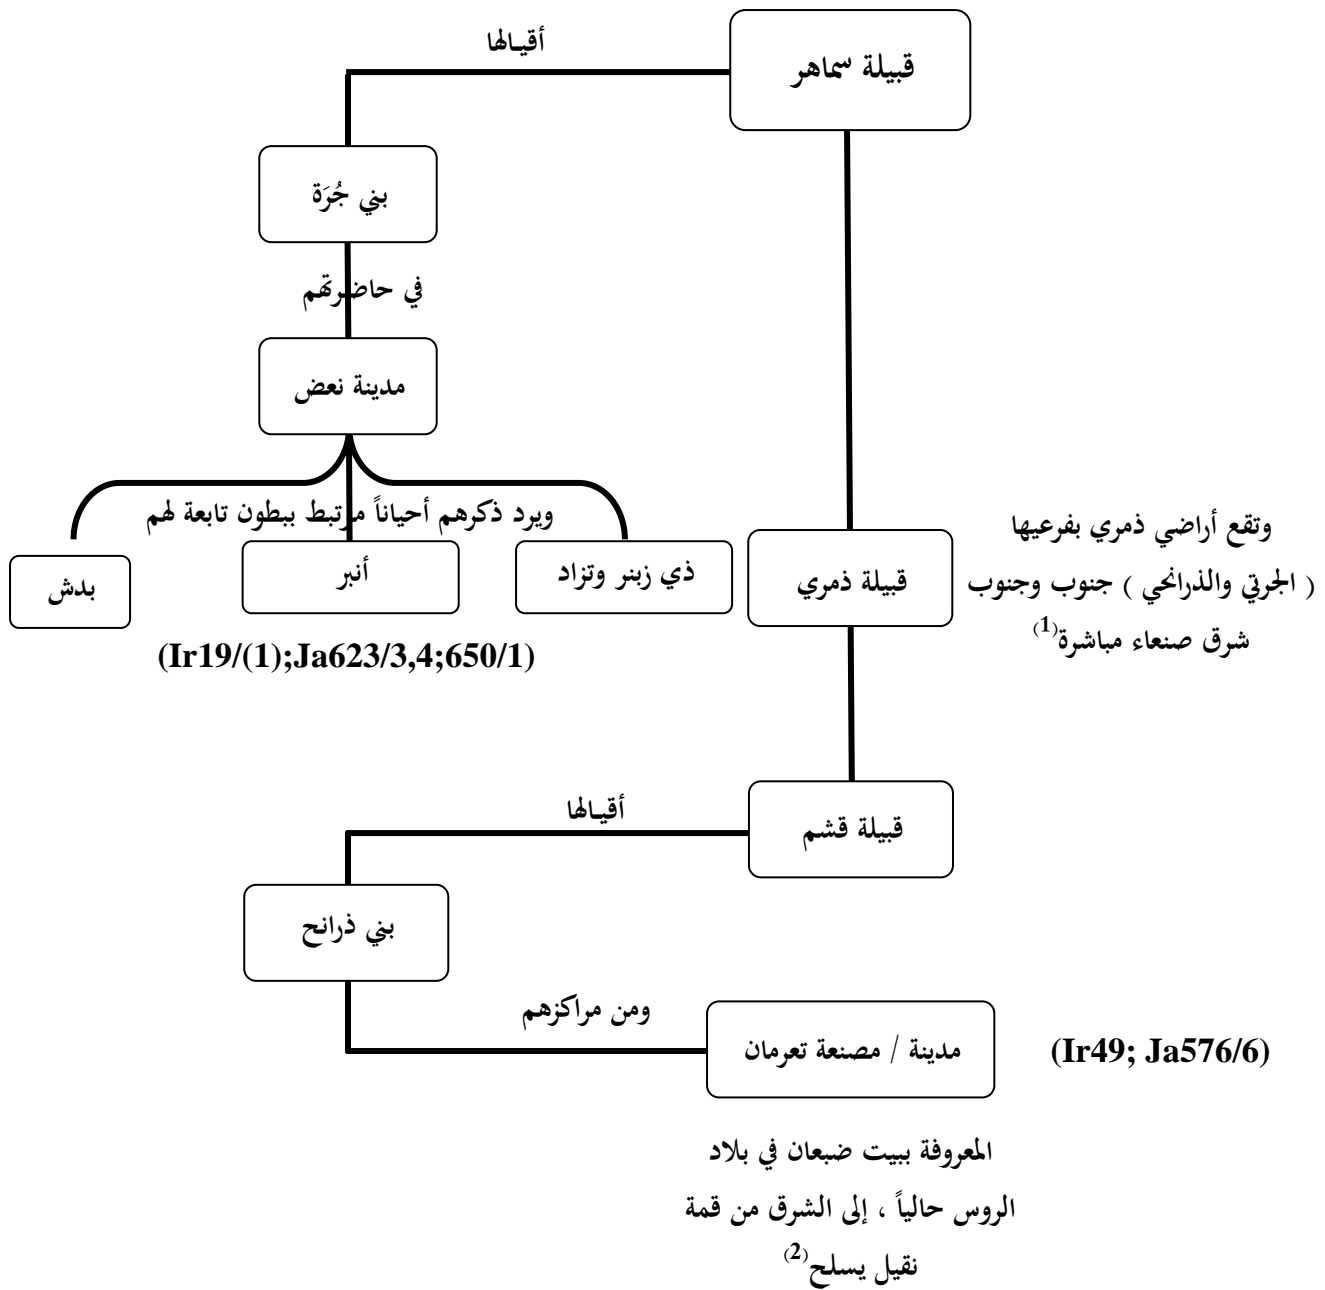 أقيالها
قبيلة سماهر
بني جُرَة
في حاضرتهم
مدينة نعض
ويرد ذكرهم أحياناً مرتبط ببطون تابعة لهم
ذي زبنر وتزاد
أنبر
بدش
(Ir19/(1);Ja623/3,4;650/1)
قبيلة ذمري
وتقع أراضي ذمري بفرعيها
( الجرتي والذرانحي ) جنوب وجنوب
شرق صنعاء مباشرة(1)
قبيلة قشم
أقيالها
بني ذرانح
ومن مراكزهم
مدينة / مصنعة تعرمان
(Ir49; Ja576/6)
المعروفة ببيت ضبعان في بلاد
الروس حالياً ، إلى الشرق من قمة
نقيل يسلح(2)